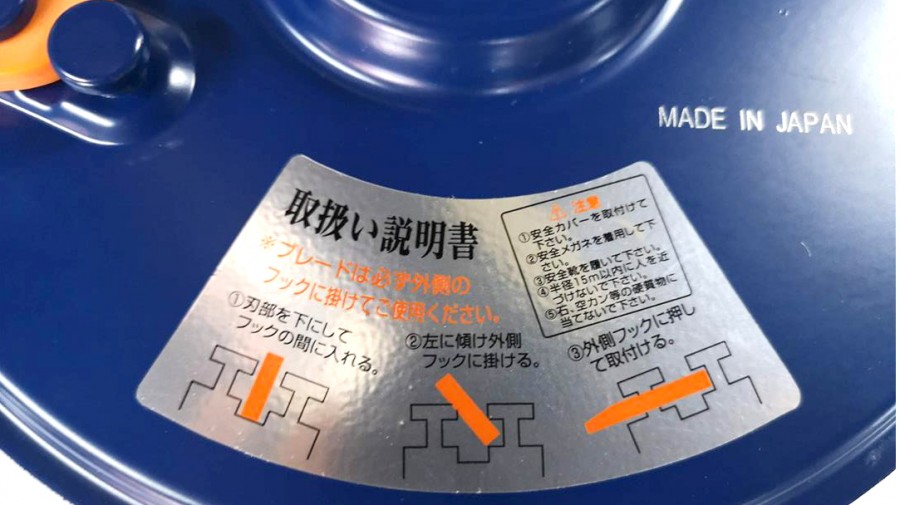 MADE IN JAPAN
取扱い説明書
※ブレードは必ず外側の
フックに掛けてご使用ください。
⚠ 注意
①安全カバーを取付けて
下さい。
②安全メガネを着用して下
さい。
③安全靴を履いて下さい。
④半径15m以内に人を近
づけないで下さい。
⑤石、空カン等の硬質物に
当てないで下さい。
①刃部を下にして
フックの間に入れる。
②左に傾け外側
フックに掛ける。
③外側フックに押し
て取付ける。